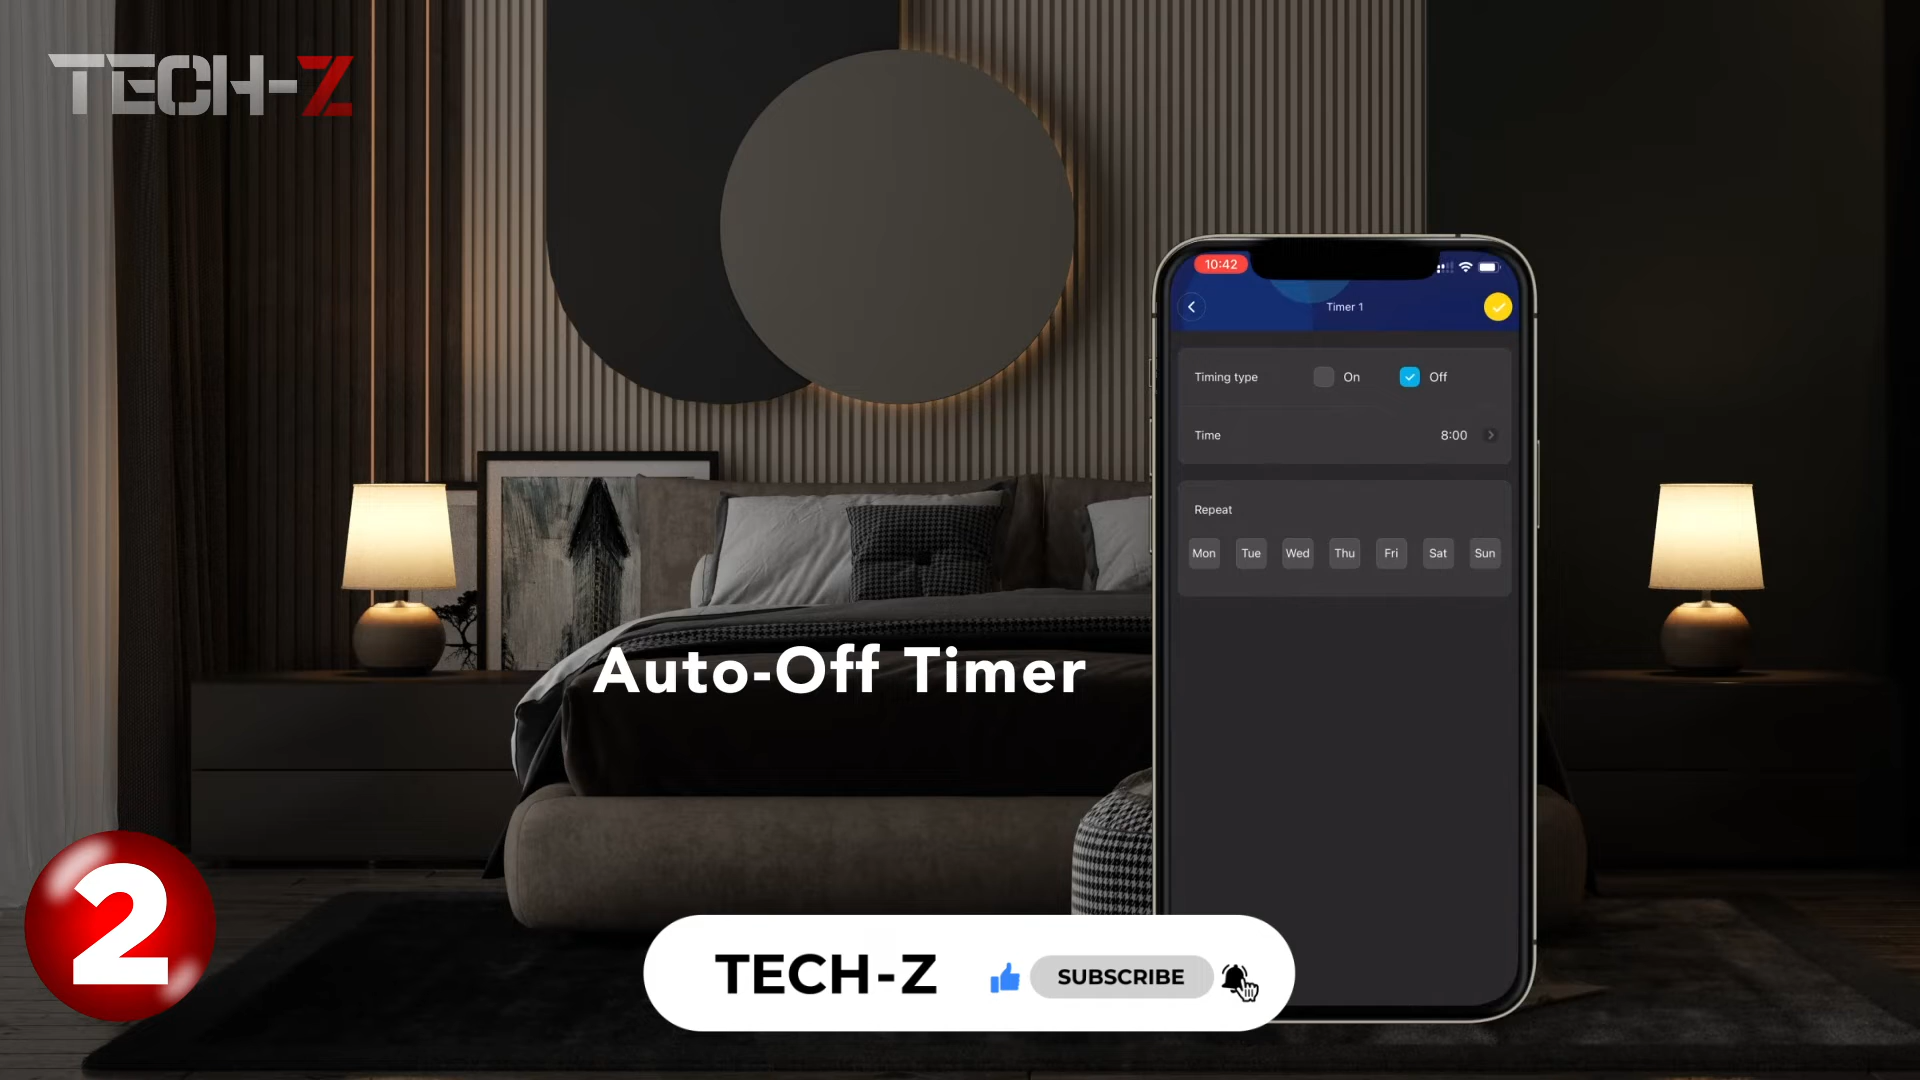 TECH-Z
10:42
Timer 1
Timing type On Off
Time 8:00
Repeat
Mon Tue Wed Thu Fri Sat Sun
Auto-Off Timer
2
TECH-Z SUBSCRIBE